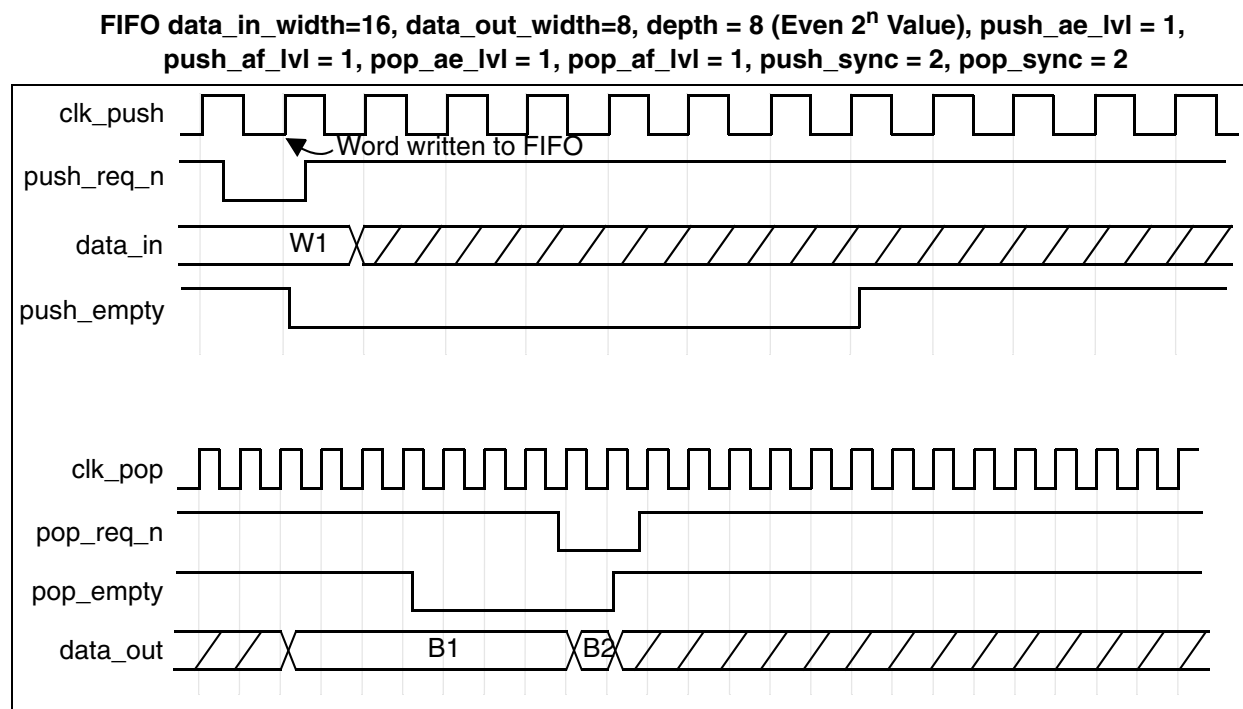 FIFO data_in_width=16, data_out_width=8, depth = 8 (Even 2ⁿ Value), push_ae_lvl = 1,
push_af_lvl = 1, pop_ae_lvl = 1, pop_af_lvl = 1, push_sync = 2, pop_sync = 2
clk_push
Word written to FIFO
push_req_n
data_in W1
push_empty
clk_pop
pop_req_n
pop_empty
data_out B1 B2